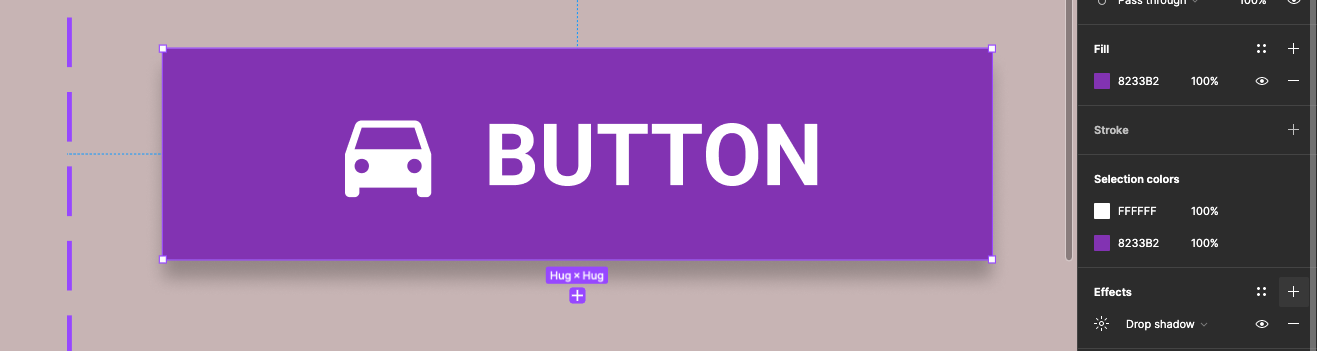 BUTTON
Hug × Hug
Pass through
100%
Fill
8233B2 100%
Stroke
Selection colors
FFFFFF 100%
8233B2 100%
Effects
Drop shadow